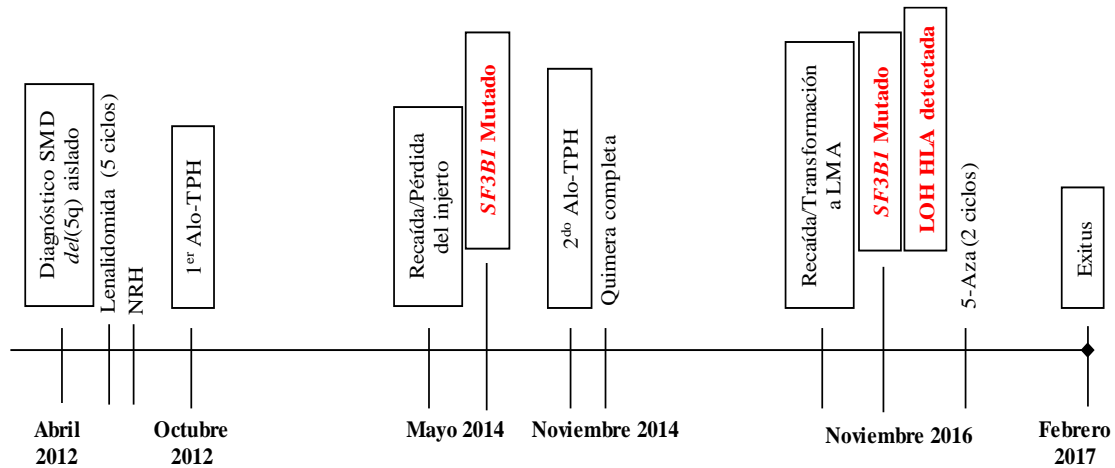 Diagnóstico SMD
del(5q) aislado
Lenalidomida (5 ciclos)
NRH
1er Alo-TPH
Recaída/Pérdida
del injerto
SF3B1 Mutado
2do Alo-TPH
Quimera completa
Recaída/Transformación
a LMA
SF3B1 Mutado
LOH HLA detectada
5-Aza (2 ciclos)
Exitus
Abril
2012
Octubre
2012
Mayo 2014
Noviembre 2014
Noviembre 2016
Febrero
2017